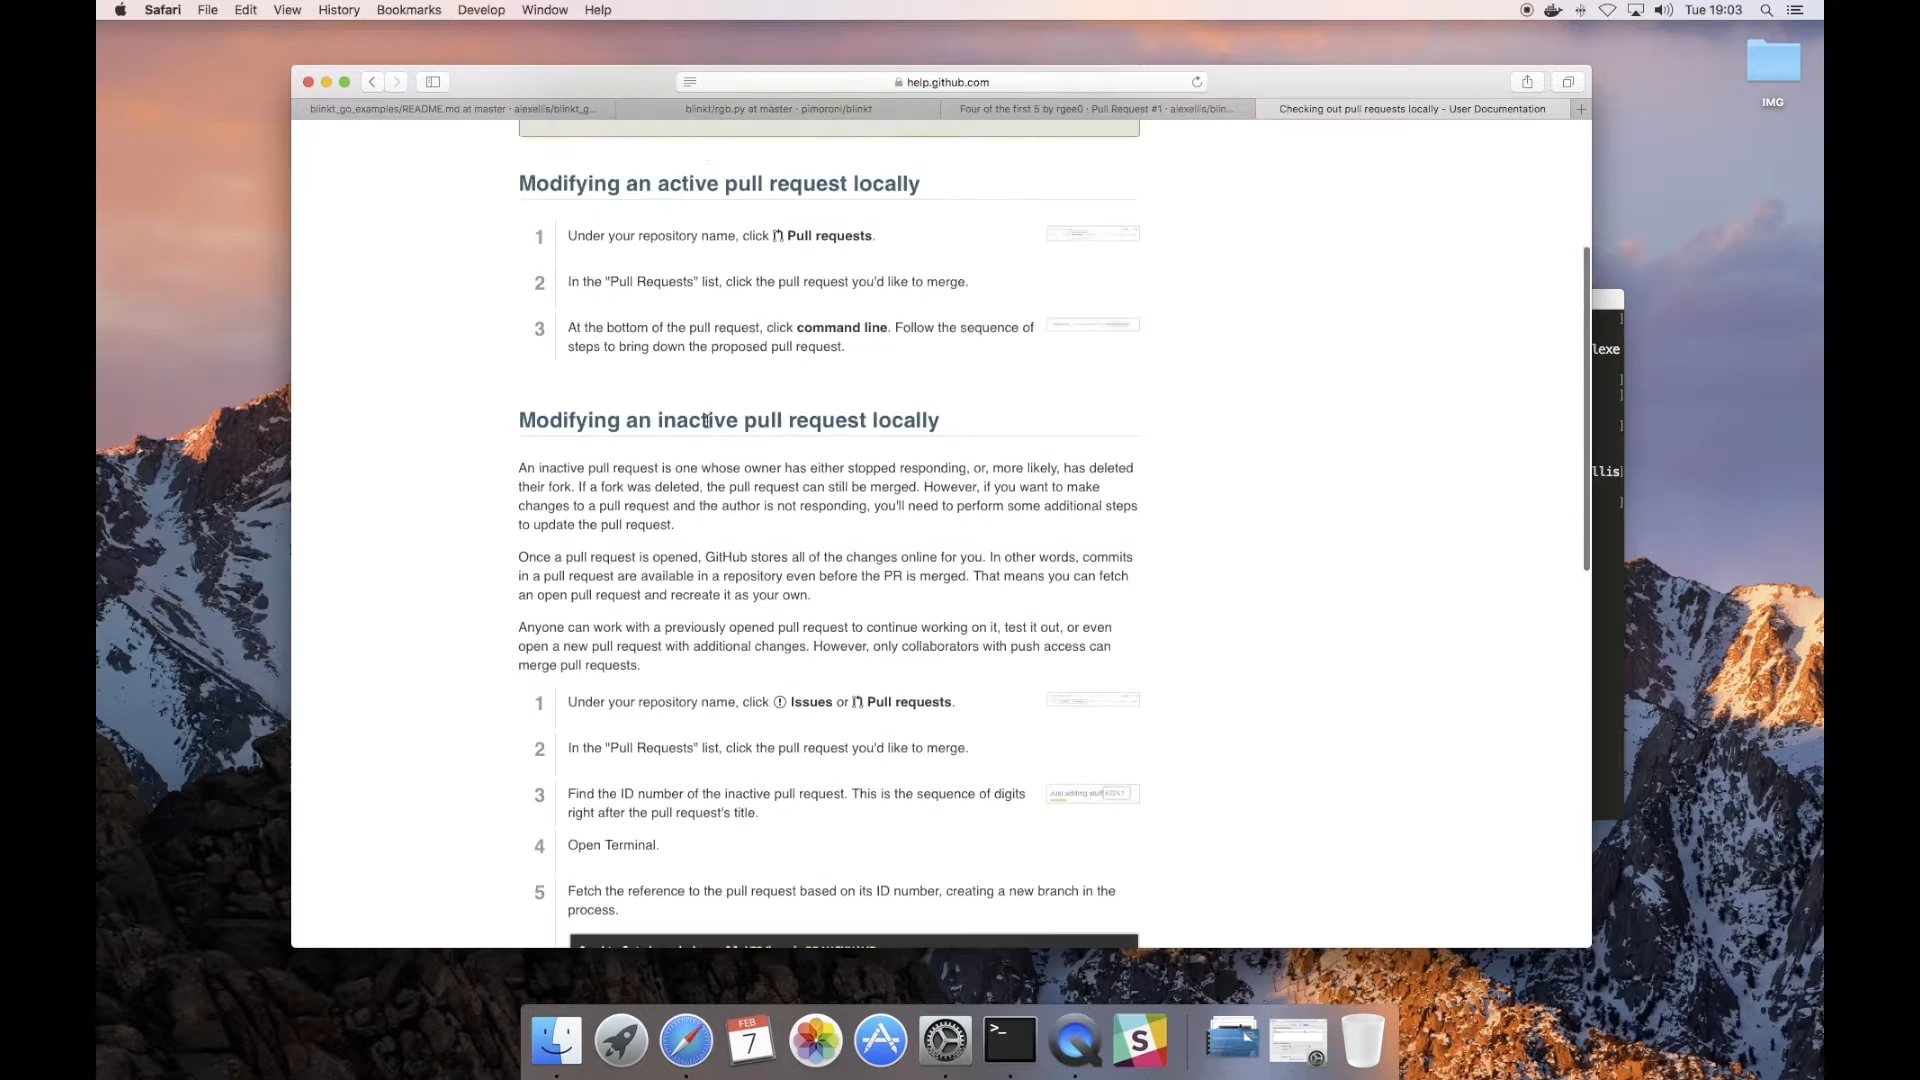 Safari File Edit View History Bookmarks Develop Window Help Tue 19:03
IMG
help.github.com
blinkt_go_examples/README.md at master · alexellis/blinkt_g...
blinkt/rgb.py at master · pimoroni/blinkt
Four of the first 5 by rgee0 · Pull Request #1 · alexellis/blin...
Checking out pull requests locally - User Documentation
Modifying an active pull request locally
1 Under your repository name, click Pull requests.
2 In the "Pull Requests" list, click the pull request you'd like to merge.
3 At the bottom of the pull request, click command line. Follow the sequence of
steps to bring down the proposed pull request.
lexe
Modifying an inactive pull request locally
An inactive pull request is one whose owner has either stopped responding, or, more likely, has deleted
their fork. If a fork was deleted, the pull request can still be merged. However, if you want to make
changes to a pull request and the author is not responding, you'll need to perform some additional steps
to update the pull request.
llis]
Once a pull request is opened, GitHub stores all of the changes online for you. In other words, commits
in a pull request are available in a repository even before the PR is merged. That means you can fetch
an open pull request and recreate it as your own.
Anyone can work with a previously opened pull request to continue working on it, test it out, or even
open a new pull request with additional changes. However, only collaborators with push access can
merge pull requests.
1 Under your repository name, click Issues or Pull requests.
2 In the "Pull Requests" list, click the pull request you'd like to merge.
3 Find the ID number of the inactive pull request. This is the sequence of digits
right after the pull request's title.
Just adding stuff
4 Open Terminal.
5 Fetch the reference to the pull request based on its ID number, creating a new branch in the
process.
FEB
7
>_
S